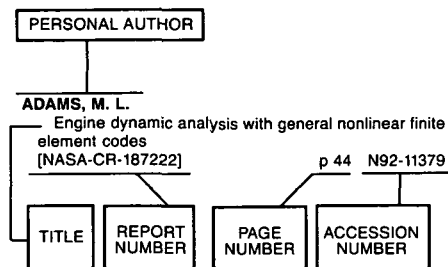 PERSONAL AUTHOR
ADAMS, M. L.
Engine dynamic analysis with general nonlinear finite
element codes
[NASA-CR-187222] p 44 N92-11379
TITLE REPORT NUMBER PAGE NUMBER ACCESSION NUMBER